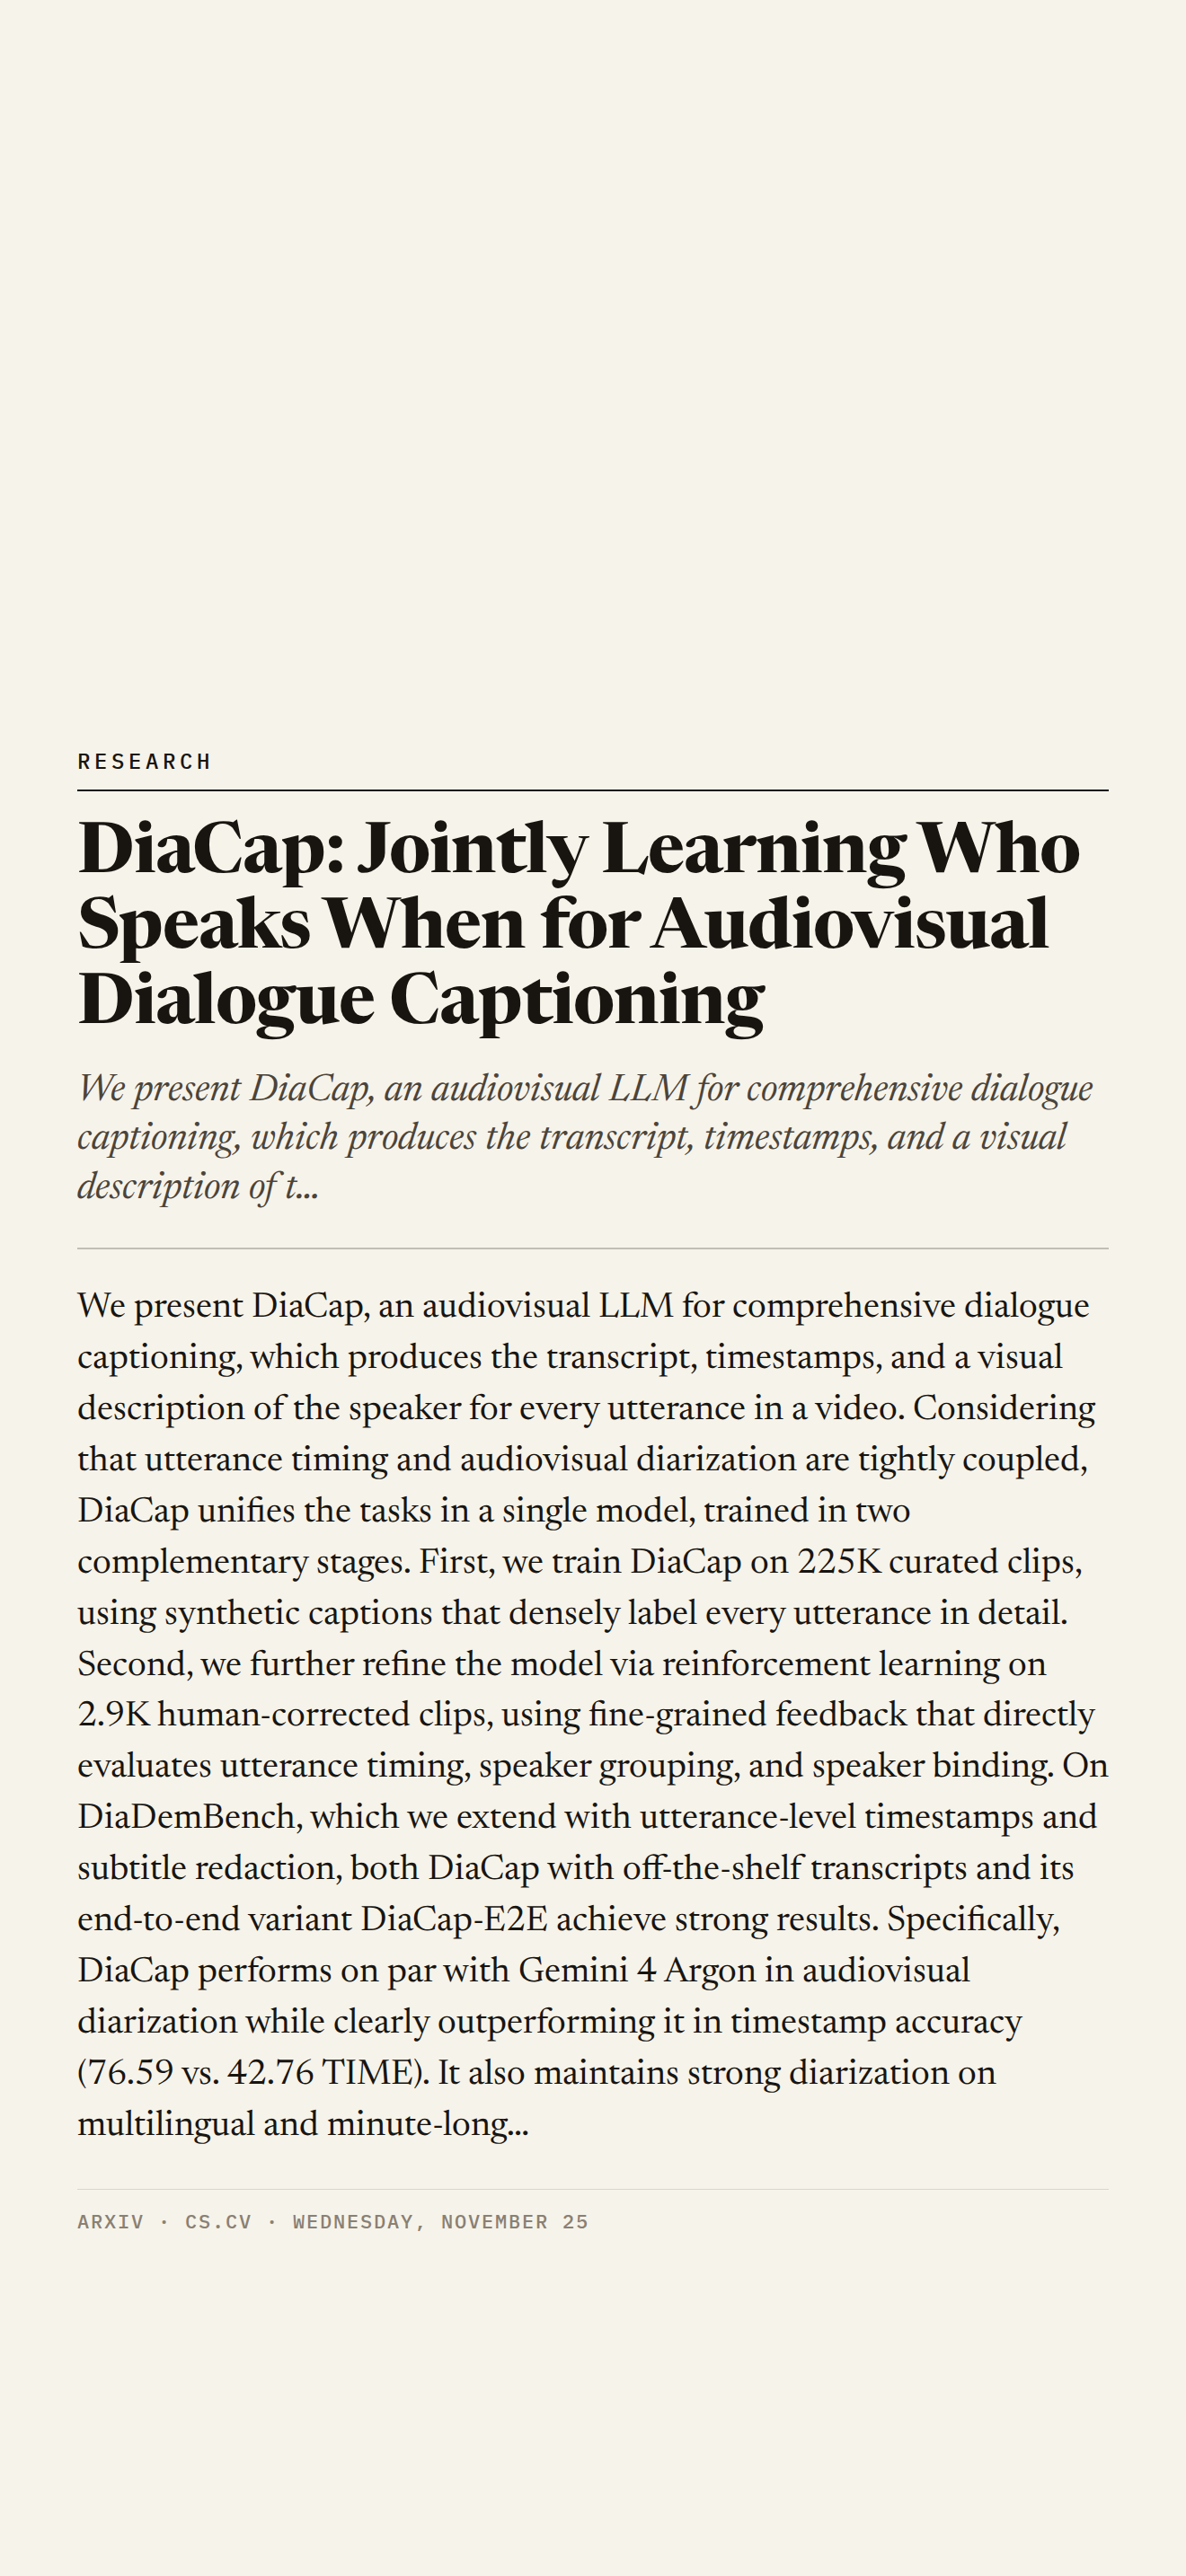 RESEARCH
DiaCap: Jointly Learning Who
Speaks When for Audiovisual
Dialogue Captioning
We present DiaCap, an audiovisual LLM for comprehensive dialogue
captioning, which produces the transcript, timestamps, and a visual
description of t...
We present DiaCap, an audiovisual LLM for comprehensive dialogue
captioning, which produces the transcript, timestamps, and a visual
description of the speaker for every utterance in a video. Considering
that utterance timing and audiovisual diarization are tightly coupled,
DiaCap unifies the tasks in a single model, trained in two
complementary stages. First, we train DiaCap on 225K curated clips,
using synthetic captions that densely label every utterance in detail.
Second, we further refine the model via reinforcement learning on
2.9K human-corrected clips, using fine-grained feedback that directly
evaluates utterance timing, speaker grouping, and speaker binding. On
DiaDemBench, which we extend with utterance-level timestamps and
subtitle redaction, both DiaCap with off-the-shelf transcripts and its
end-to-end variant DiaCap-E2E achieve strong results. Specifically,
DiaCap performs on par with Gemini 4 Argon in audiovisual
diarization while clearly outperforming it in timestamp accuracy
(76.59 vs. 42.76 TIME). It also maintains strong diarization on
multilingual and minute-long...
ARXIV · CS.CV · WEDNESDAY, NOVEMBER 25